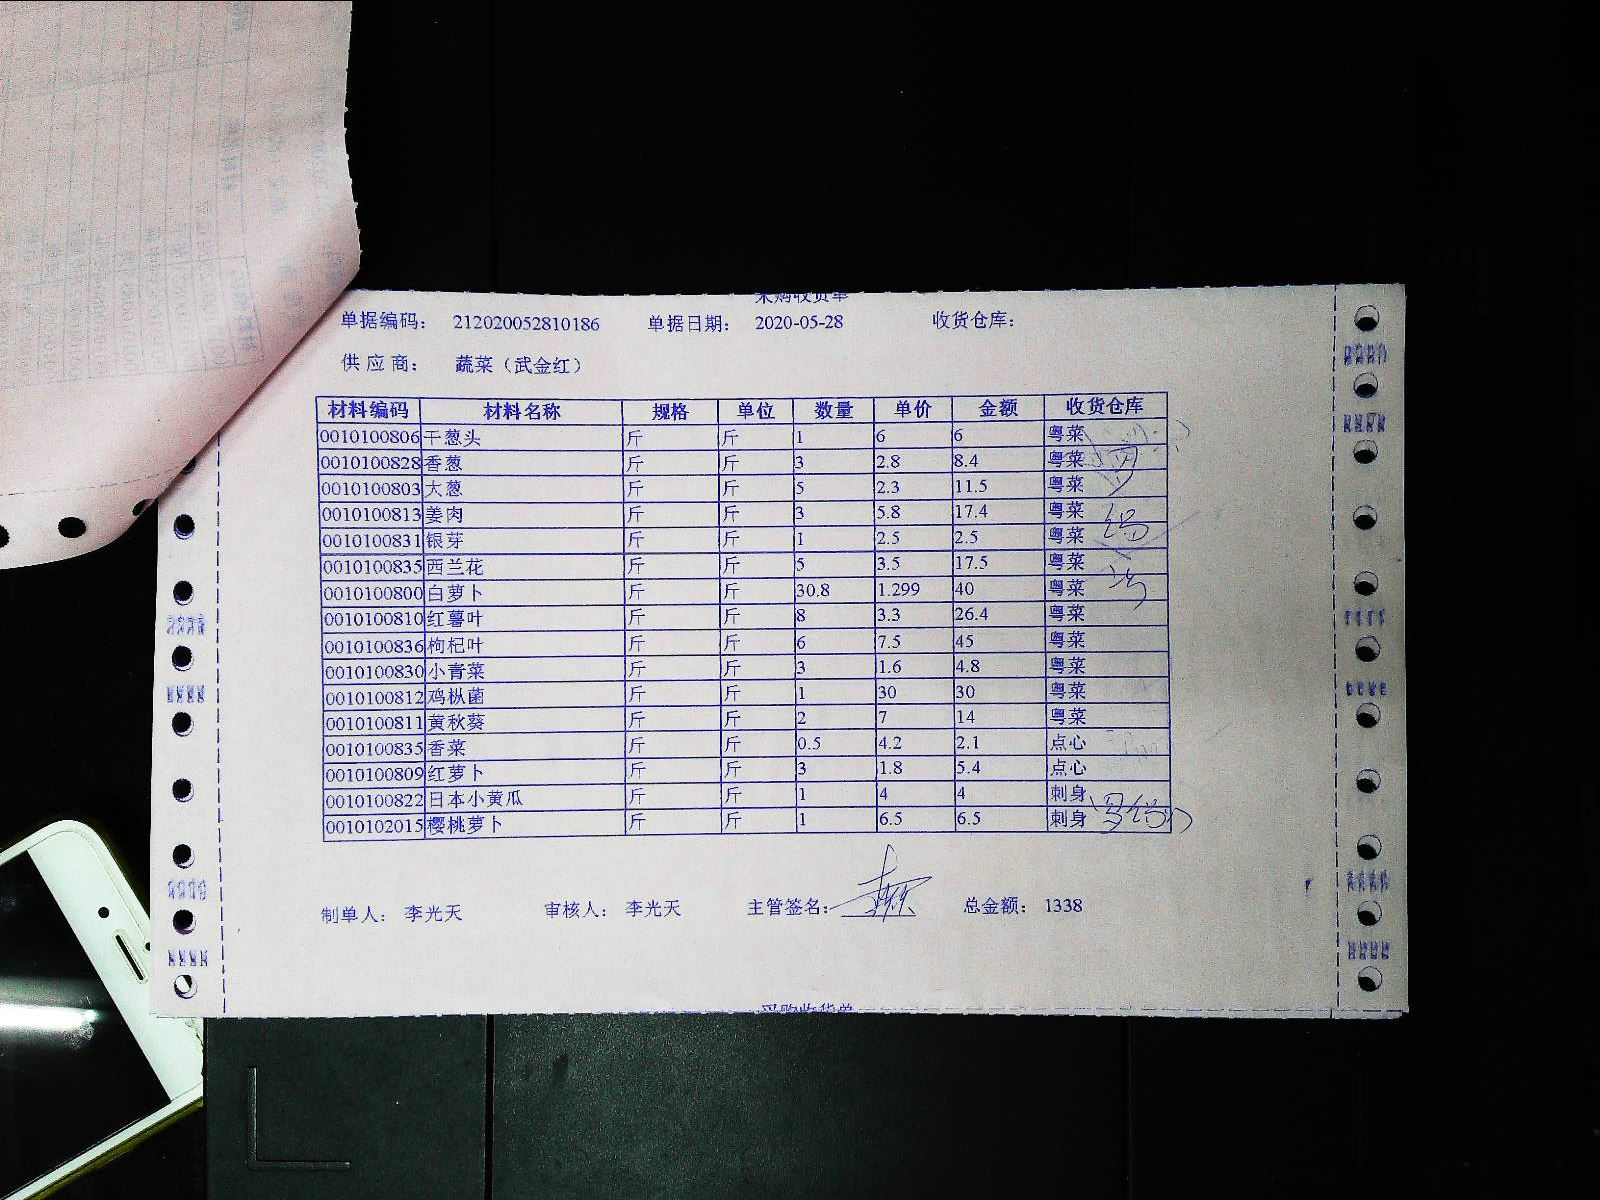 采购收货单
单据编码： 212020052810186 单据日期： 2020-05-28 收货仓库：
供应商： 蔬菜（武金红）
材料编码 材料名称 规格 单位 数量 单价 金额 收货仓库
0010100806 干葱头 斤 斤 1 6 6 粤菜
0010100828 香葱 斤 斤 3 2.8 8.4 粤菜
0010100803 大葱 斤 斤 5 2.3 11.5 粤菜
0010100813 姜肉 斤 斤 3 5.8 17.4 粤菜
0010100831 银芽 斤 斤 1 2.5 2.5 粤菜
0010100835 西兰花 斤 斤 5 3.5 17.5 粤菜
0010100800 白萝卜 斤 斤 30.8 1.299 40 粤菜
0010100810 红薯叶 斤 斤 8 3.3 26.4 粤菜
0010100836 枸杞叶 斤 斤 6 7.5 45 粤菜
0010100830 小青菜 斤 斤 3 1.6 4.8 粤菜
0010100812 鸡枞菌 斤 斤 1 30 30 粤菜
0010100811 黄秋葵 斤 斤 2 7 14 粤菜
0010100835 香菜 斤 斤 0.5 4.2 2.1 点心
0010100809 红萝卜 斤 斤 3 1.8 5.4 点心
0010100822 日本小黄瓜 斤 斤 1 4 4 刺身
0010102015 樱桃萝卜 斤 斤 1 6.5 6.5 刺身
制单人： 李光天 审核人： 李光天 主管签名： 总金额： 1338
采购收货单